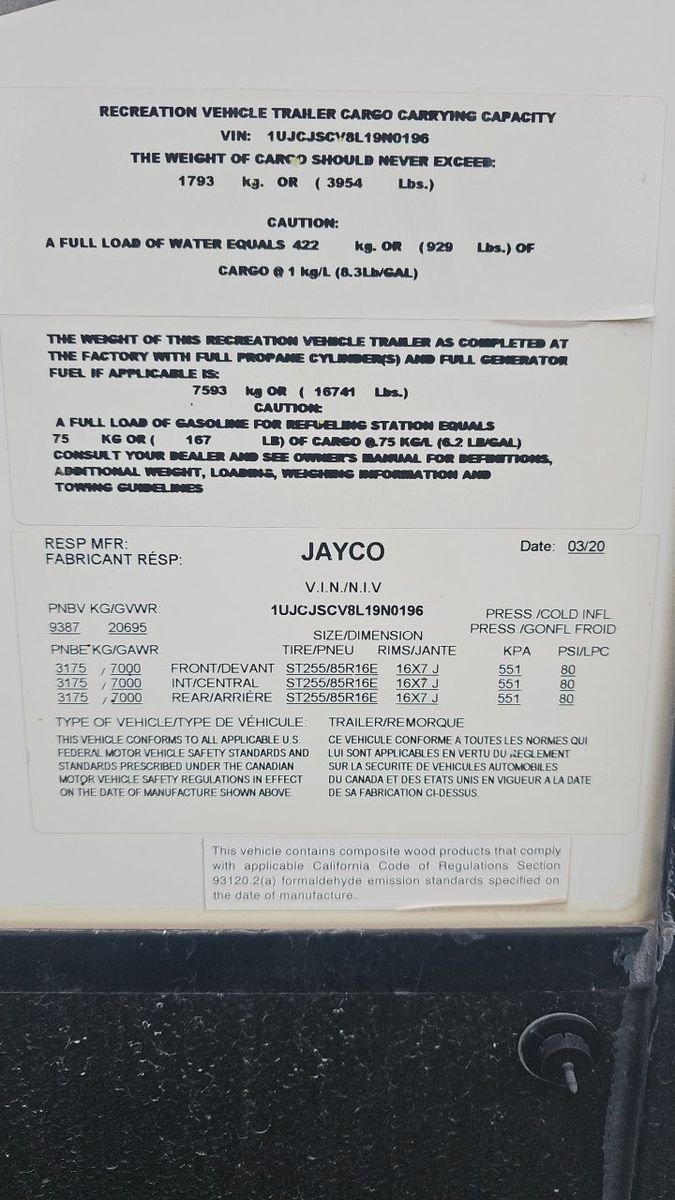 RECREATION VEHICLE TRAILER CARGO CARRYING CAPACITY
VIN: 1UJCJSCV8L19N0196
THE WEIGHT OF CARGO SHOULD NEVER EXCEED:
1793 kg. OR ( 3954 Lbs.)
CAUTION:
A FULL LOAD OF WATER EQUALS 422 kg. OR (929 Lbs.) OF
CARGO @ 1 kg/L (8.3Lb/GAL)
THE WEIGHT OF THIS RECREATION VEHICLE TRAILER AS COMPLETED AT
THE FACTORY WITH FULL PROPANE CYLINDER(S) AND FULL GENERATOR
FUEL IF APPLICABLE IS:
7593 kg OR ( 16741 Lbs.)
CAUTION:
A FULL LOAD OF GASOLINE FOR REFUELING STATION EQUALS
75 KG OR ( 167 LB) OF CARGO @.75 KG/L (6.2 LB/GAL)
CONSULT YOUR DEALER AND SEE OWNER'S MANUAL FOR DEFINITIONS,
ADDITIONAL WEIGHT, LOADING, WEIGHING INFORMATION AND
TOWING GUIDELINES
RESP MFR: JAYCO Date: 03/20
FABRICANT RÉSP:
V.I.N./N.I.V
PNBV KG/GVWR 1UJCJSCV8L19N0196 PRESS./COLD INFL.
9387 20695 SIZE/DIMENSION PRESS./GONFL FROID
PNBE KG/GAWR TIRE/PNEU RIMS/JANTE KPA PSI/LPC
3175 / 7000 FRONT/DEVANT ST255/85R16E 16X7 J 551 80
3175 / 7000 INT/CENTRAL ST255/85R16E 16X7 J 551 80
3175 / 7000 REAR/ARRIÈRE ST255/85R16E 16X7 J 551 80
TYPE OF VEHICLE/TYPE DE VÉHICULE: TRAILER/REMORQUE
THIS VEHICLE CONFORMS TO ALL APPLICABLE U.S.
FEDERAL MOTOR VEHICLE SAFETY STANDARDS AND
STANDARDS PRESCRIBED UNDER THE CANADIAN
MOTOR VEHICLE SAFETY REGULATIONS IN EFFECT
ON THE DATE OF MANUFACTURE SHOWN ABOVE.
CE VEHICULE CONFORME A TOUTES LES NORMES QUI
LUI SONT APPLICABLES EN VERTU DU REGLEMENT
SUR LA SECURITE DE VEHICULES AUTOMOBILES
DU CANADA ET DES ETATS UNIS EN VIGUEUR A LA DATE
DE SA FABRICATION CI-DESSUS.
This vehicle contains composite wood products that comply
with applicable California Code of Regulations Section
93120.2(a) formaldehyde emission standards specified on
the date of manufacture.